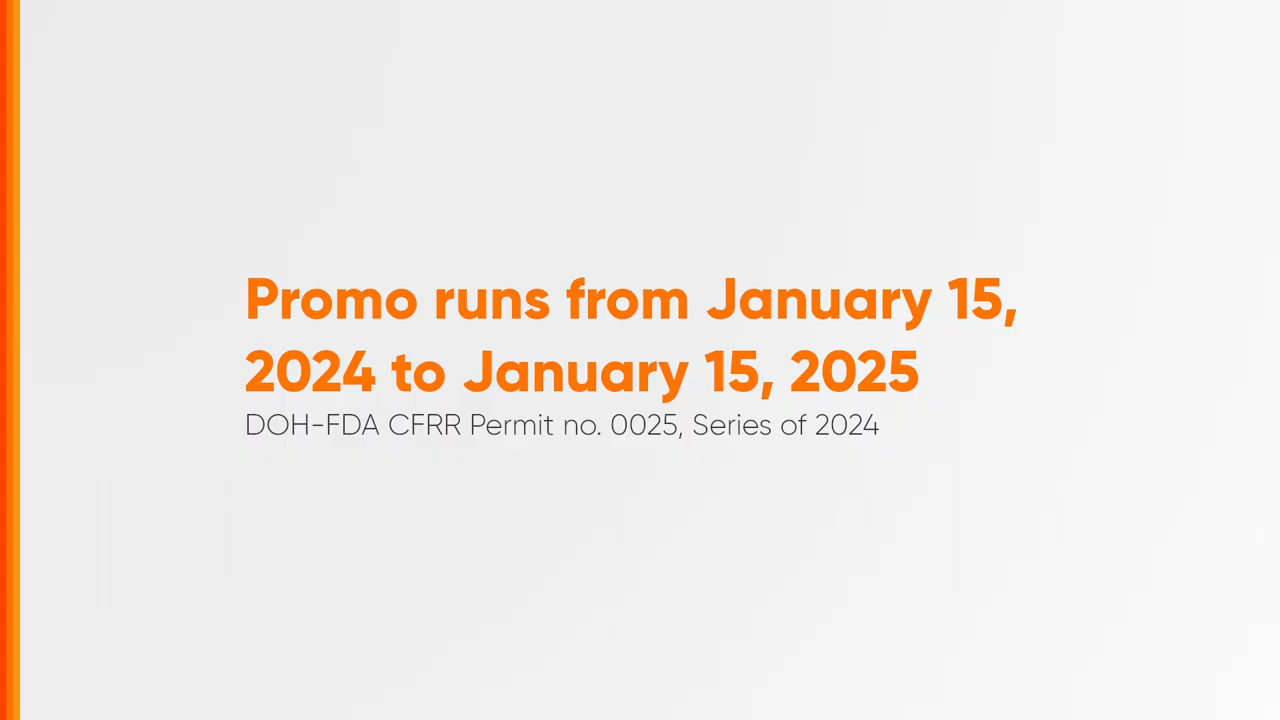 Promo runs from January 15,
2024 to January 15, 2025
DOH-FDA CFRR Permit no. 0025, Series of 2024